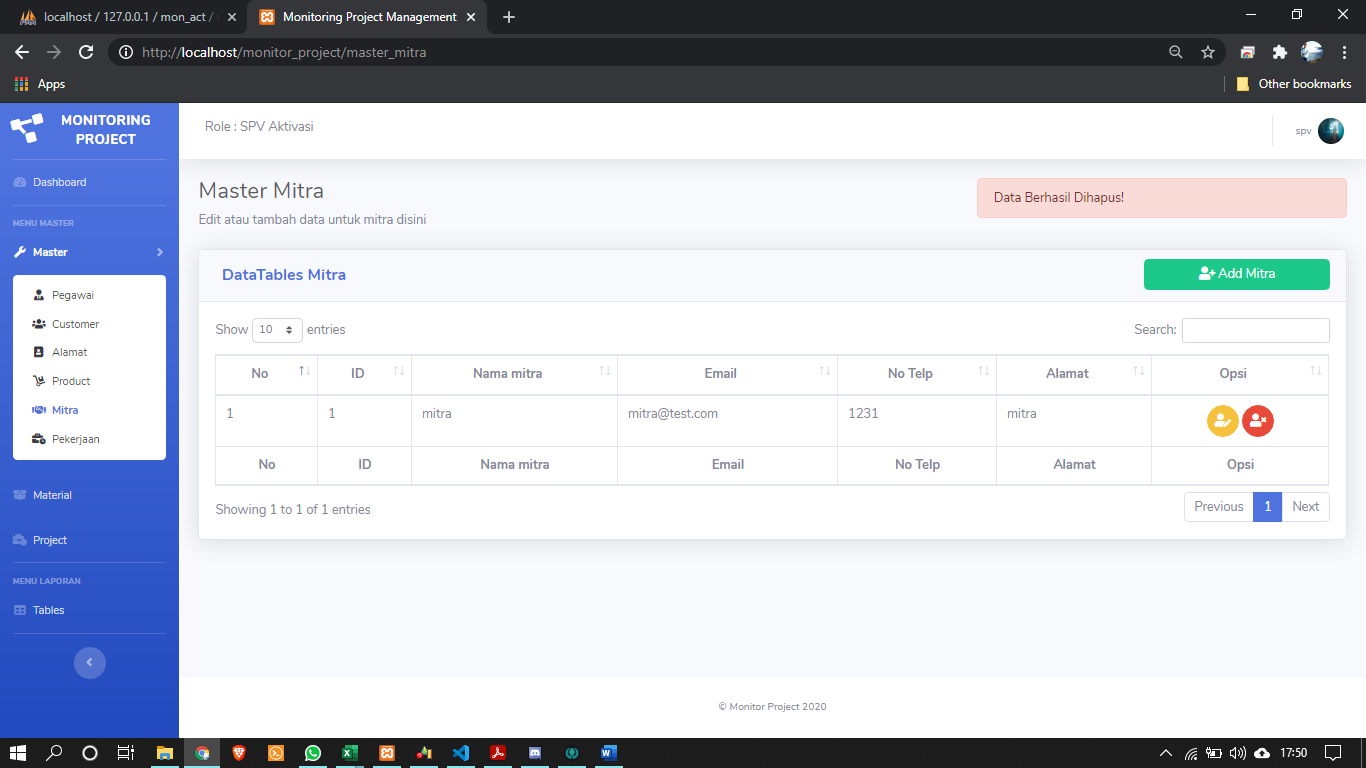 localhost / 127.0.0.1 / mon_act /
Monitoring Project Management
http://localhost/monitor_project/master_mitra
Apps
Other bookmarks
MONITORING
PROJECT
Role : SPV Aktivasi
spv
Dashboard
MENU MASTER
Master
Pegawai
Customer
Alamat
Product
Mitra
Pekerjaan
Material
Project
MENU LAPORAN
Tables
Master Mitra
Edit atau tambah data untuk mitra disini
Data Berhasil Dihapus!
DataTables Mitra
Add Mitra
Show 10 entries
Search:
No ID Nama mitra Email No Telp Alamat Opsi
1 1 mitra mitra@test.com 1231 mitra
No ID Nama mitra Email No Telp Alamat Opsi
Showing 1 to 1 of 1 entries
Previous 1 Next
© Monitor Project 2020
17:50